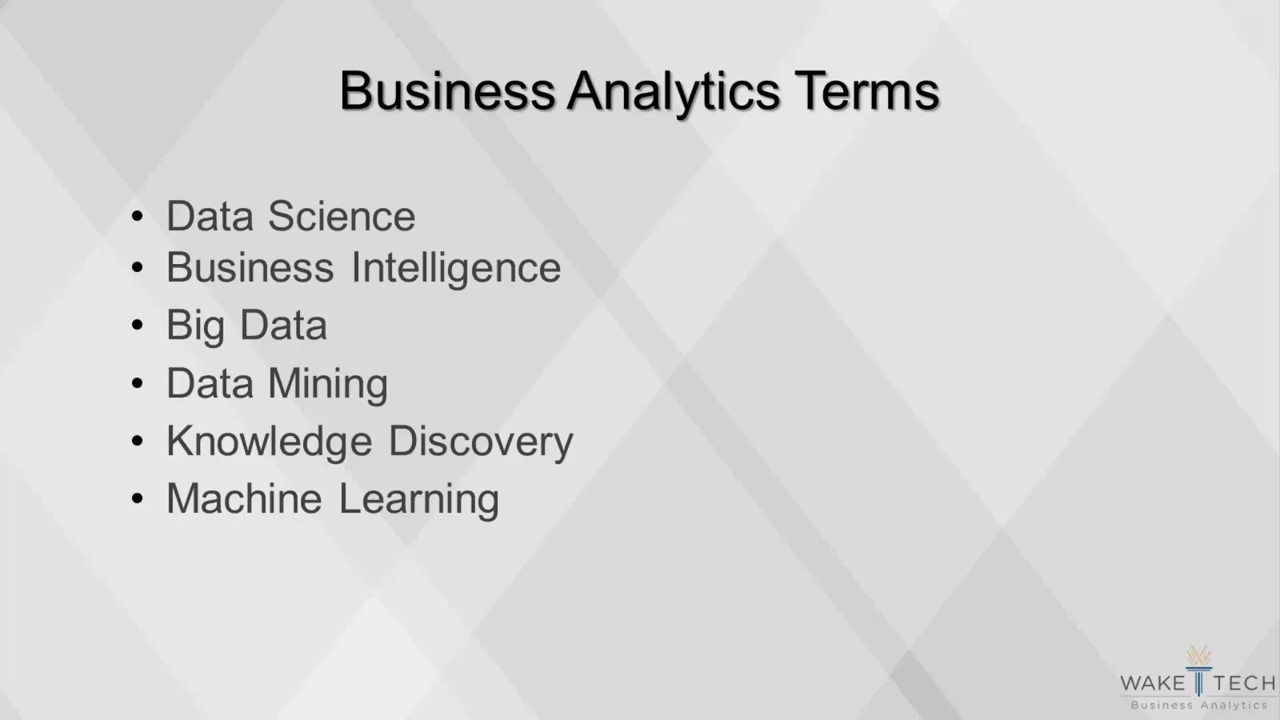 Business Analytics Terms
• Data Science
• Business Intelligence
• Big Data
• Data Mining
• Knowledge Discovery
• Machine Learning
WAKE TECH
Business Analytics